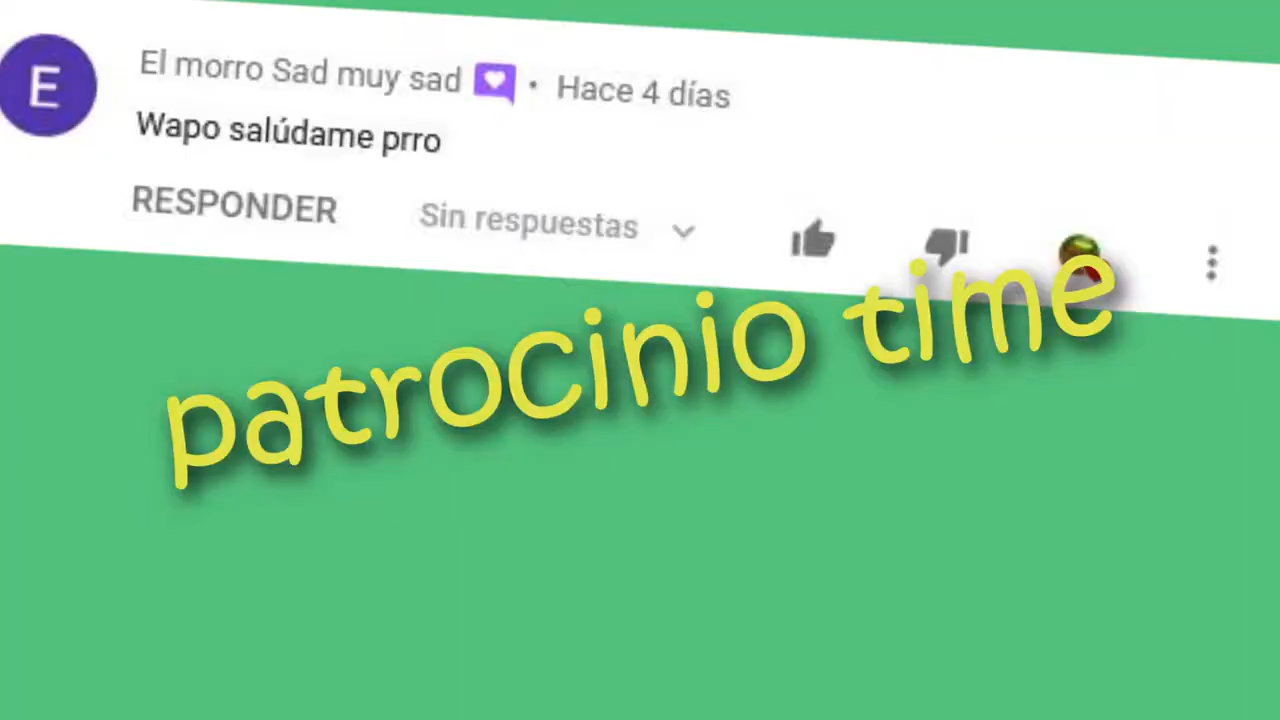 E
El morro Sad muy sad · Hace 4 días
Wapo salúdame prro
RESPONDER Sin respuestas
patrocinio time